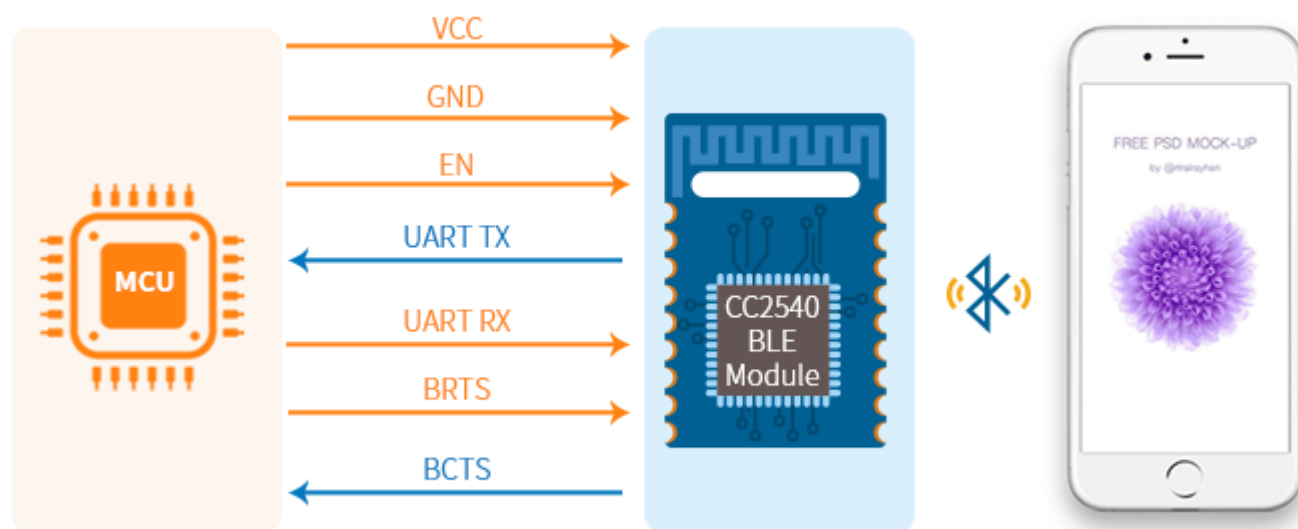 VCC
GND
EN
UART TX
UART RX
BRTS
BCTS
MCU
CC2540
BLE
Module
FREE PSD MOCK-UP